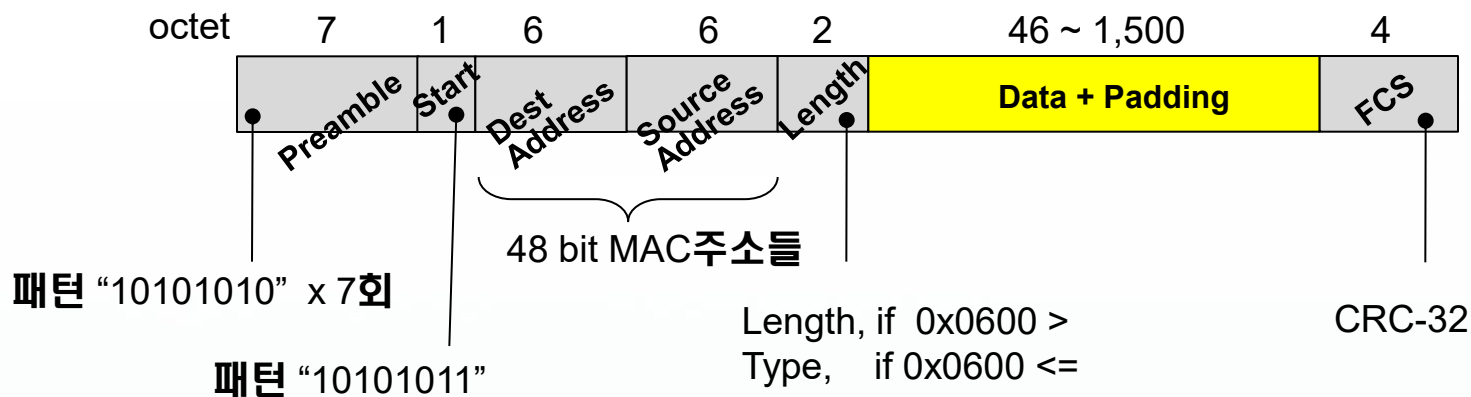 octet 7 1 6 6 2 46 ~ 1,500 4
Preamble
Start
Dest
Address
Source
Address
Length
Data + Padding
FCS
48 bit MAC주소들
패턴 “10101010” x 7회
패턴 “10101011”
Length, if 0x0600 >
Type, if 0x0600 <=
CRC-32